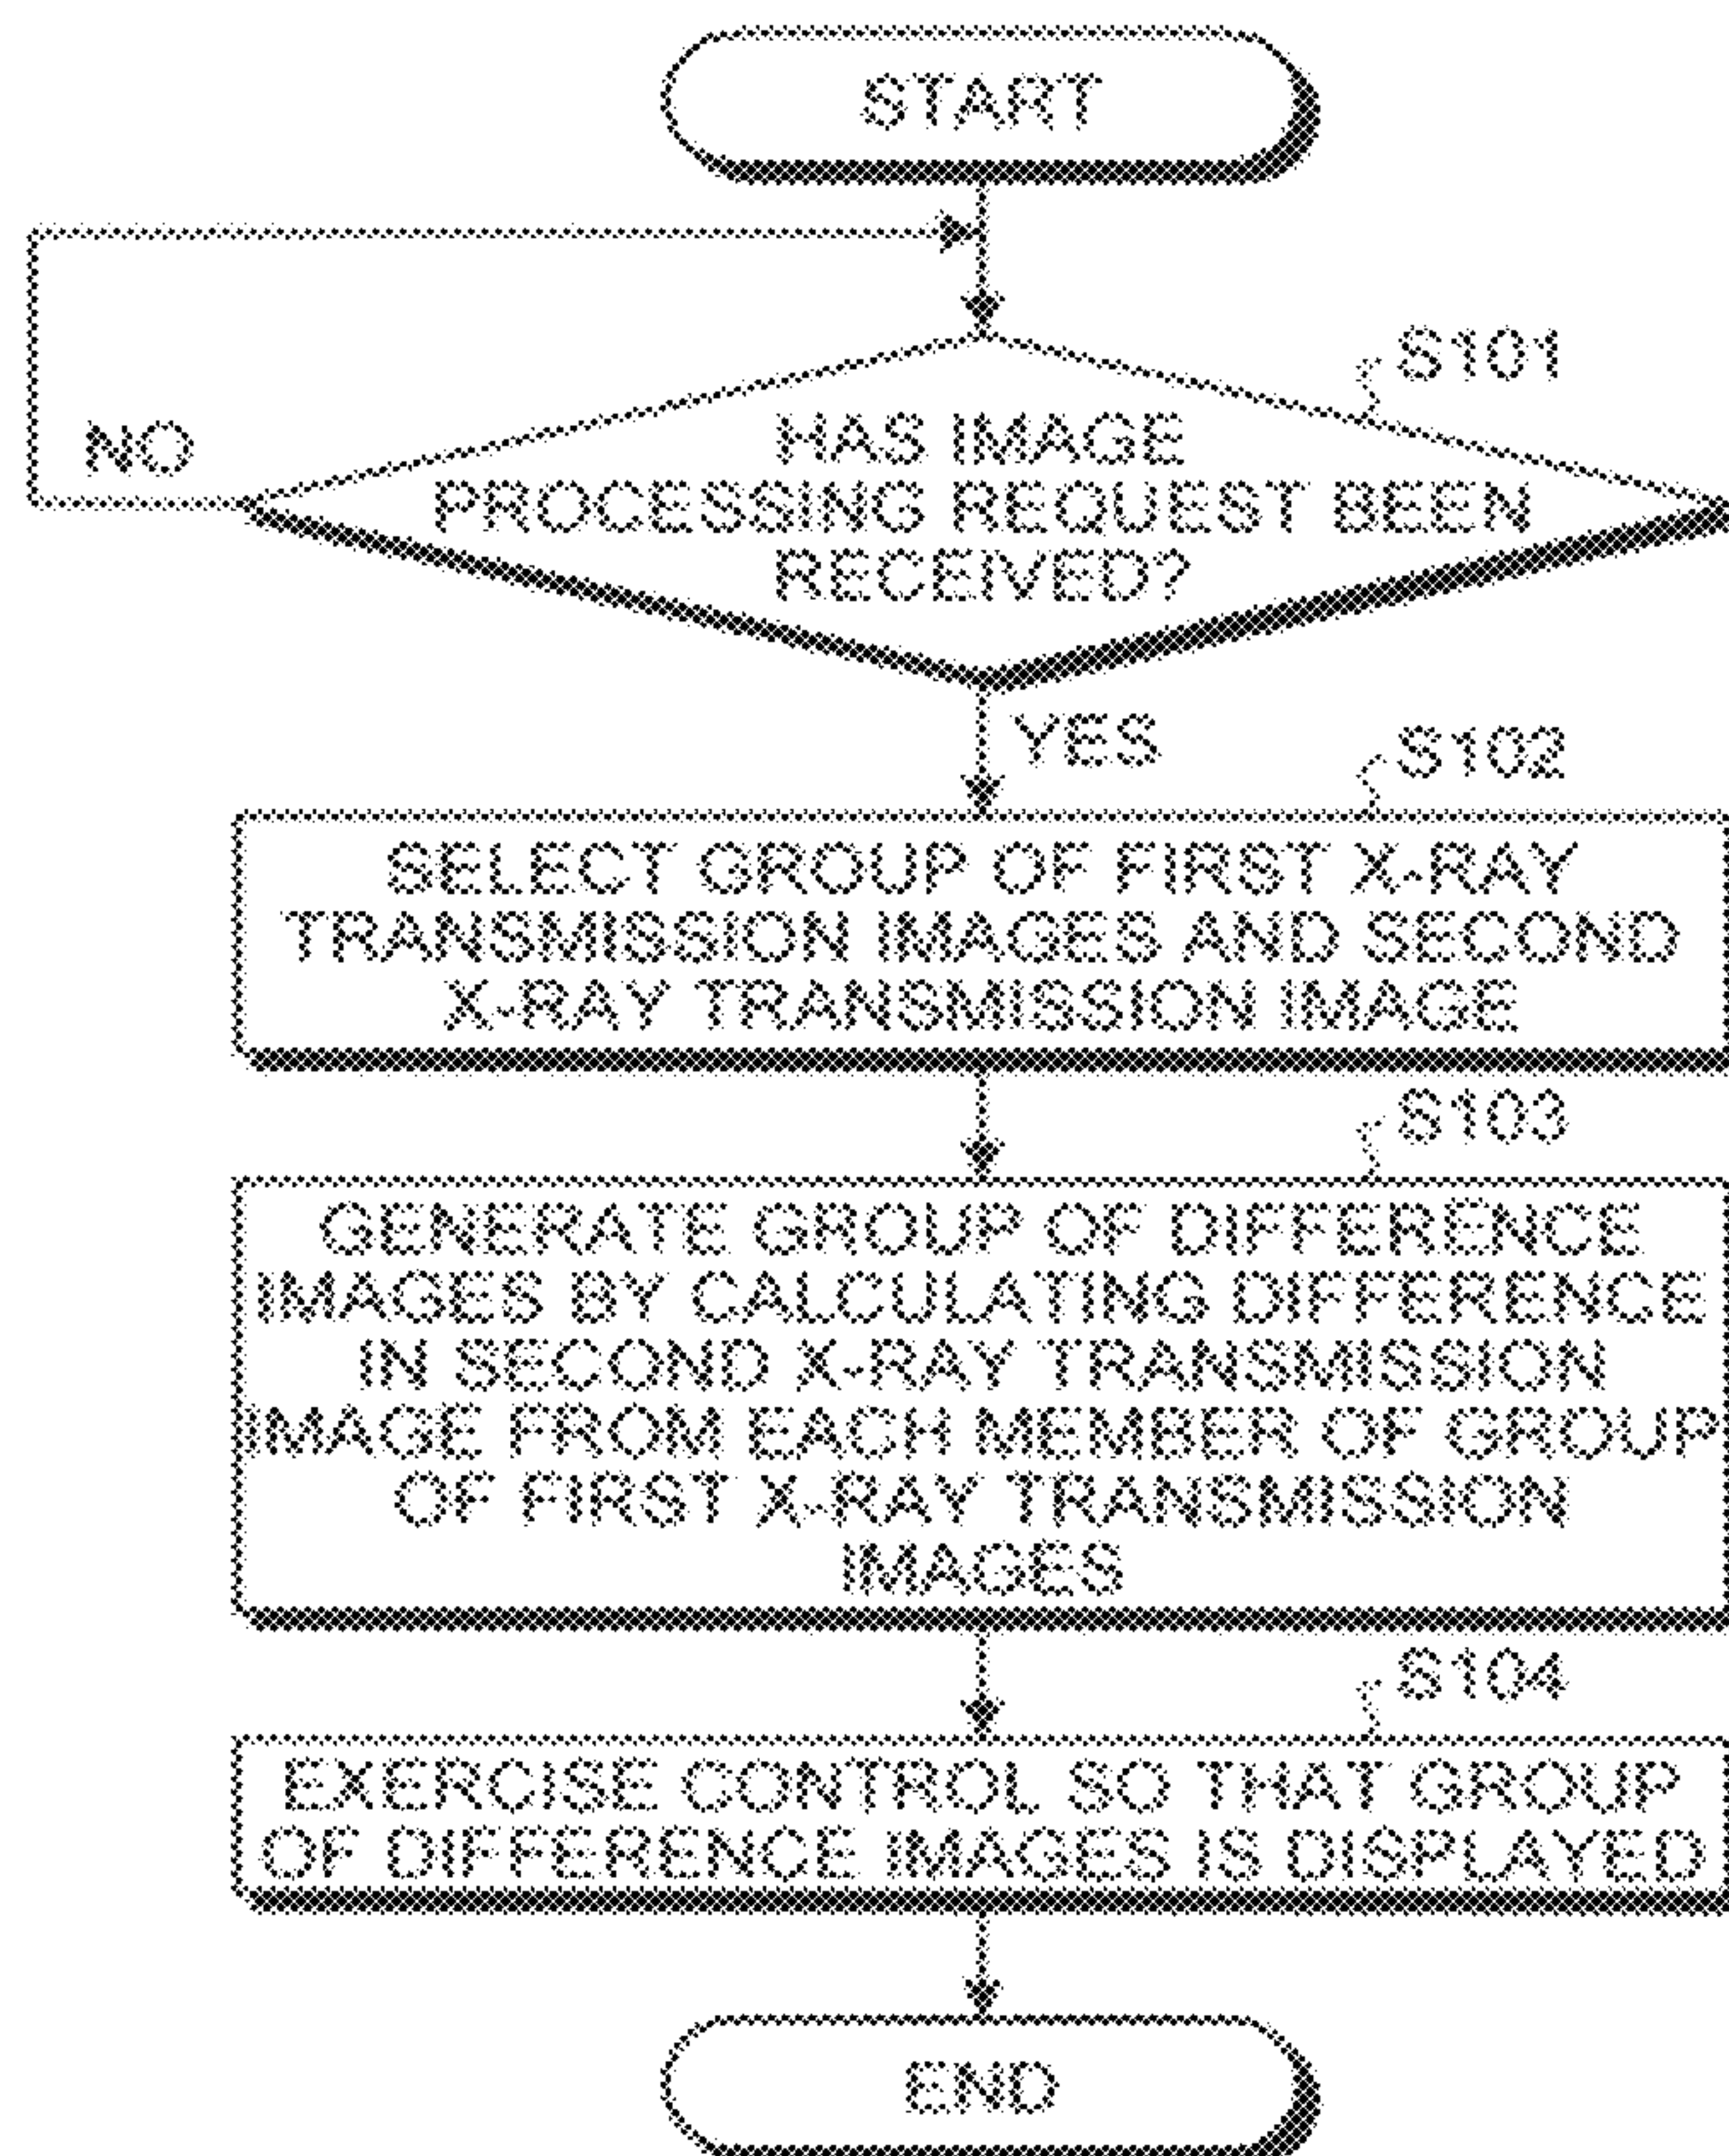 START
S101
NO
HAS IMAGE
PROCESSING REQUEST BEEN
RECEIVED?
YES
S102
SELECT GROUP OF FIRST X-RAY
TRANSMISSION IMAGES AND SECOND
X-RAY TRANSMISSION IMAGE
S103
GENERATE GROUP OF DIFFERENCE
IMAGES BY CALCULATING DIFFERENCE
IN SECOND X-RAY TRANSMISSION
IMAGE FROM EACH MEMBER OF GROUP
OF FIRST X-RAY TRANSMISSION
IMAGES
S104
EXERCISE CONTROL SO THAT GROUP
OF DIFFERENCE IMAGES IS DISPLAYED
END